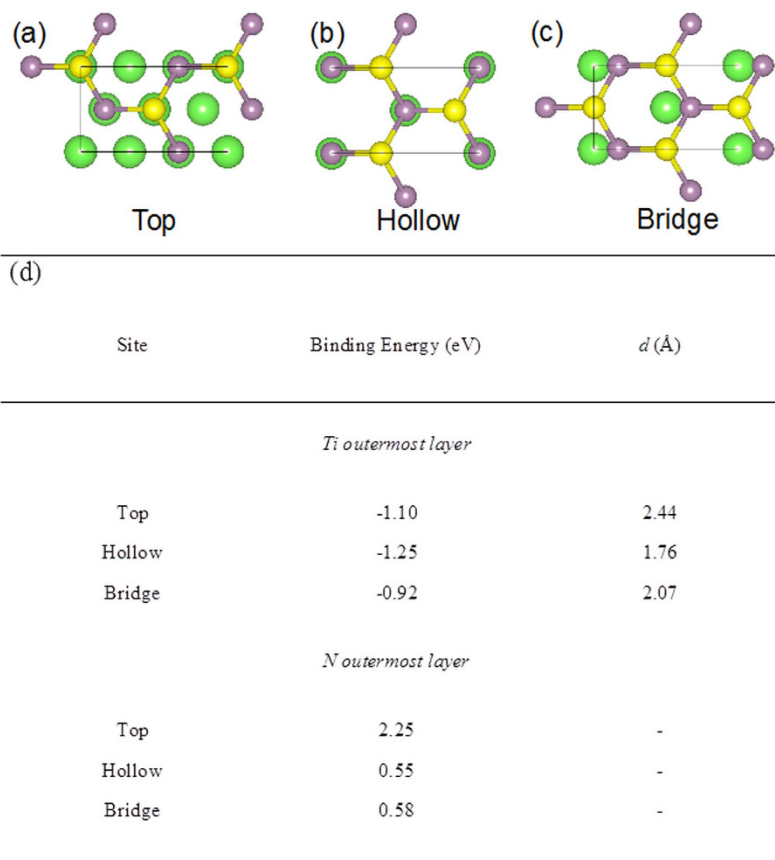 (a) (b) (c)
Top Hollow Bridge
(d)
Site Binding Energy (eV) d (Å)
Ti outermost layer
Top -1.10 2.44
Hollow -1.25 1.76
Bridge -0.92 2.07
N outermost layer
Top 2.25 -
Hollow 0.55 -
Bridge 0.58 -